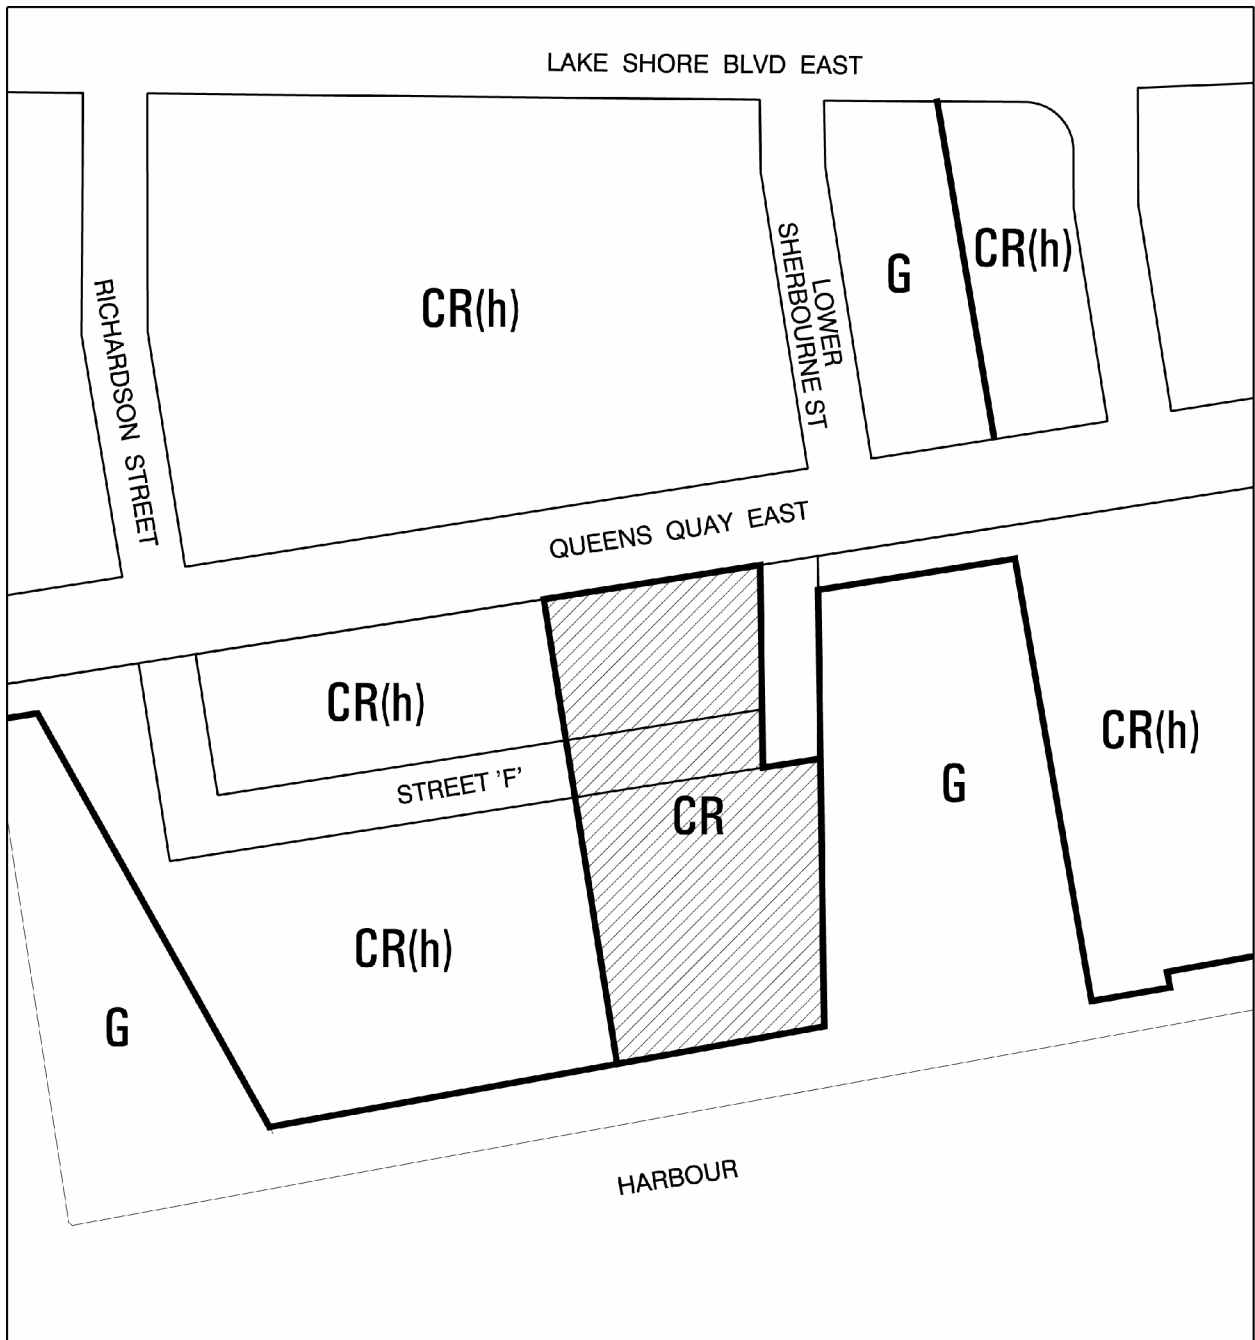 LAKE SHORE BLVD EAST
CR(h)
G
CR(h)
RICHARDSON STREET
LOWER
SHERBOURNE ST
QUEENS QUAY EAST
CR(h)
STREET 'F'
CR
G
CR(h)
CR(h)
G
HARBOUR